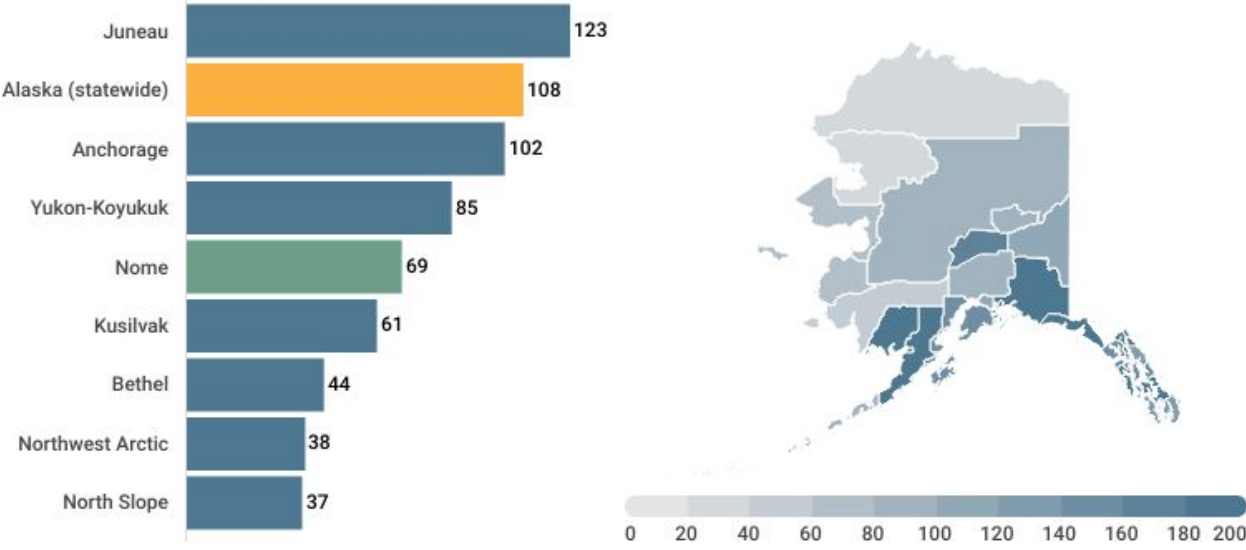 Juneau 123
Alaska (statewide) 108
Anchorage 102
Yukon-Koyukuk 85
Nome 69
Kusilvak 61
Bethel 44
Northwest Arctic 38
North Slope 37
0 20 40 60 80 100 120 140 160 180 200